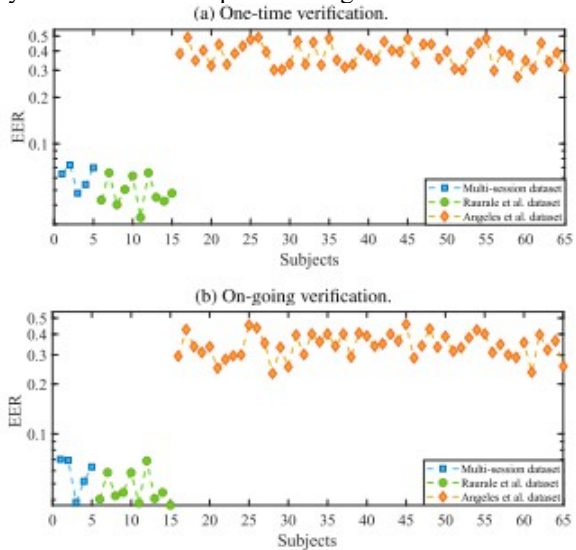 (a) One-time verification.
0.5
0.4
0.3
0.2
0.1
EER
0 5 10 15 20 25 30 35 40 45 50 55 60 65
Subjects
Multi-session dataset
Raurale et al. dataset
Angeles et al. dataset
(b) On-going verification.
0.5
0.4
0.3
0.2
0.1
EER
0 5 10 15 20 25 30 35 40 45 50 55 60 65
Subjects
Multi-session dataset
Raurale et al. dataset
Angeles et al. dataset